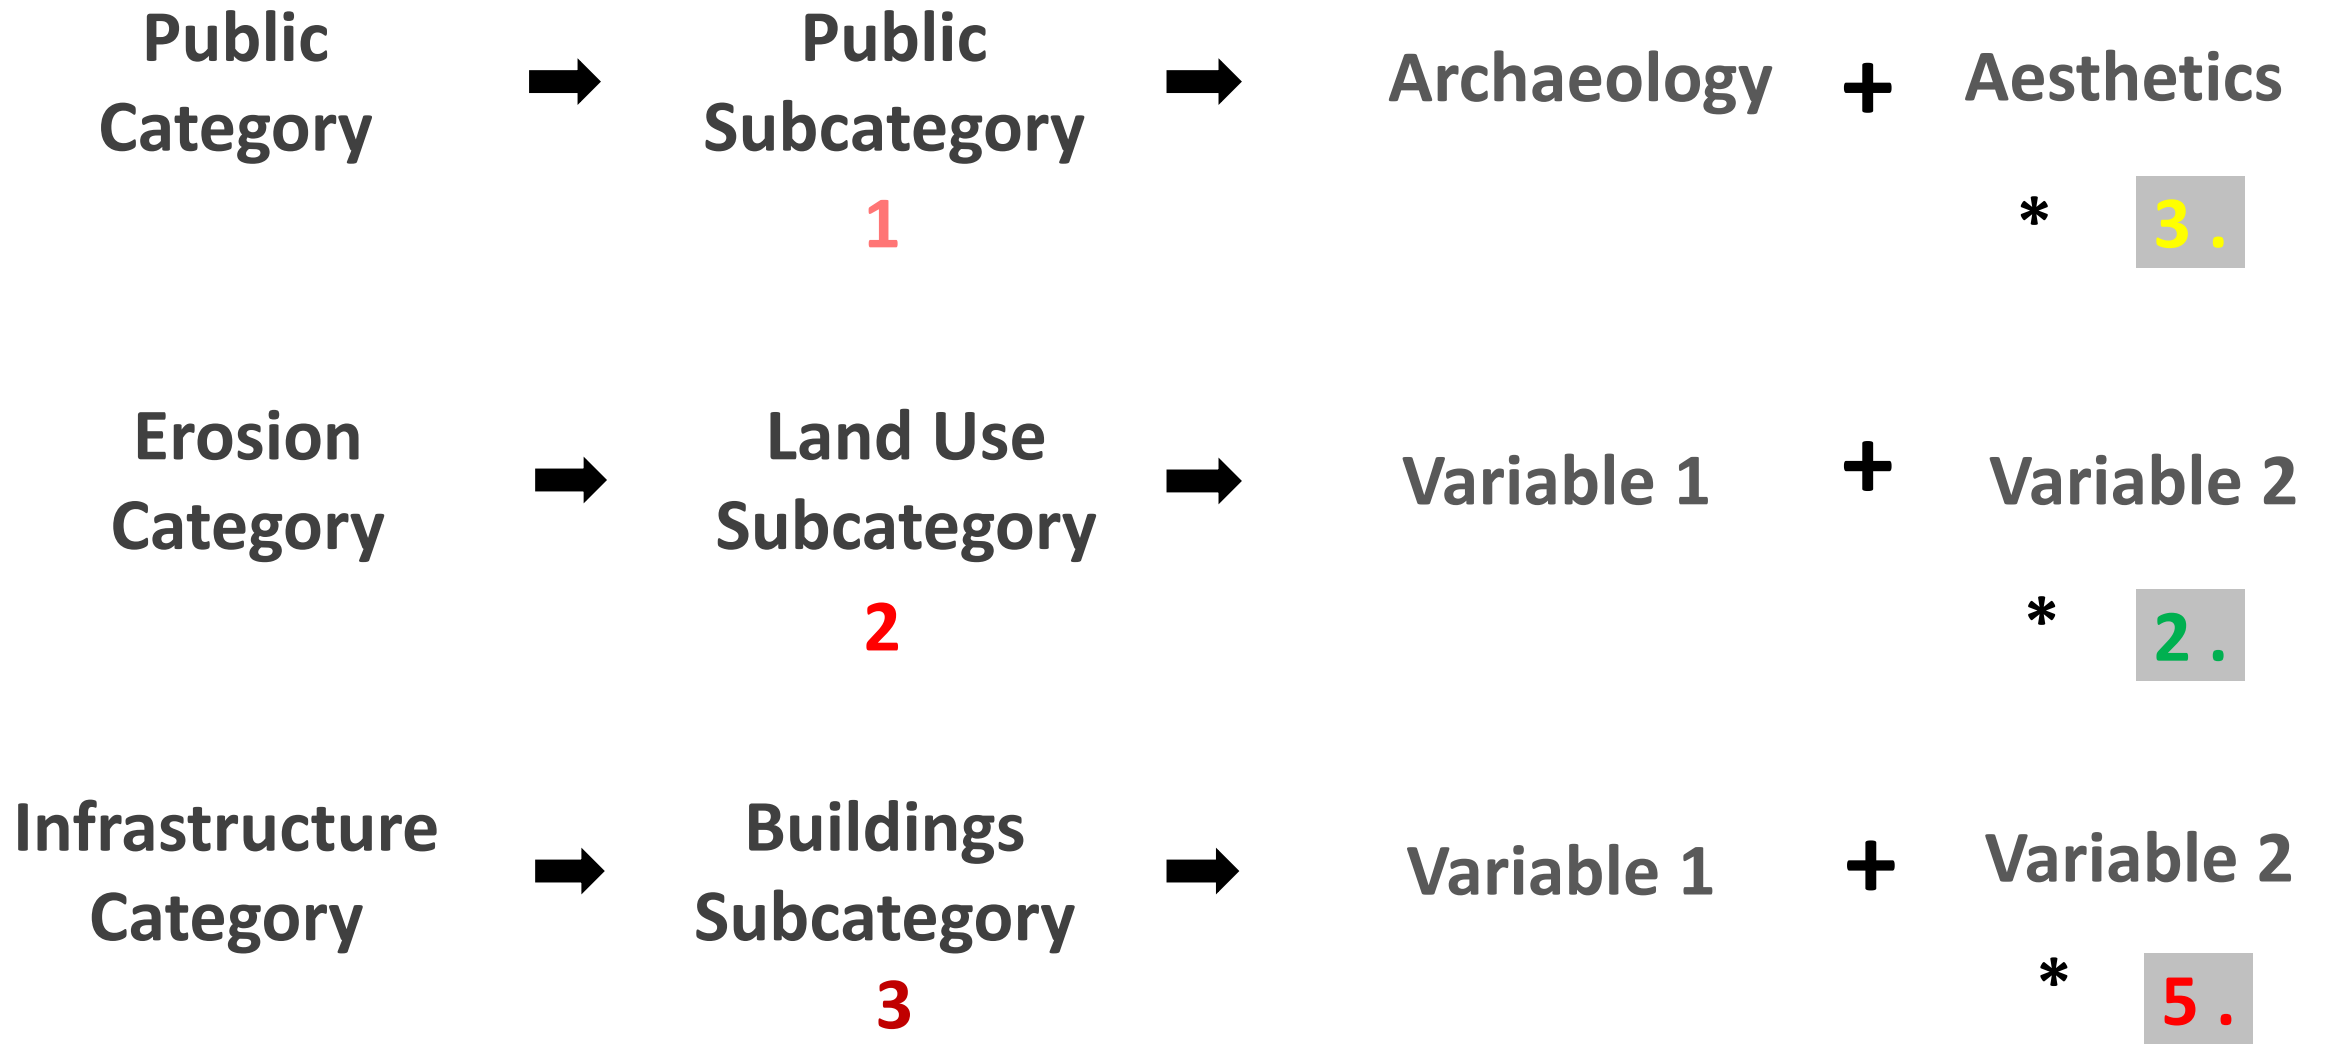 Public Category
Public Subcategory
Archaeology + Aesthetics
1
* 3 .
Erosion Category
Land Use Subcategory
Variable 1 + Variable 2
2
* 2 .
Infrastructure Category
Buildings Subcategory
Variable 1 + Variable 2
3
* 5 .